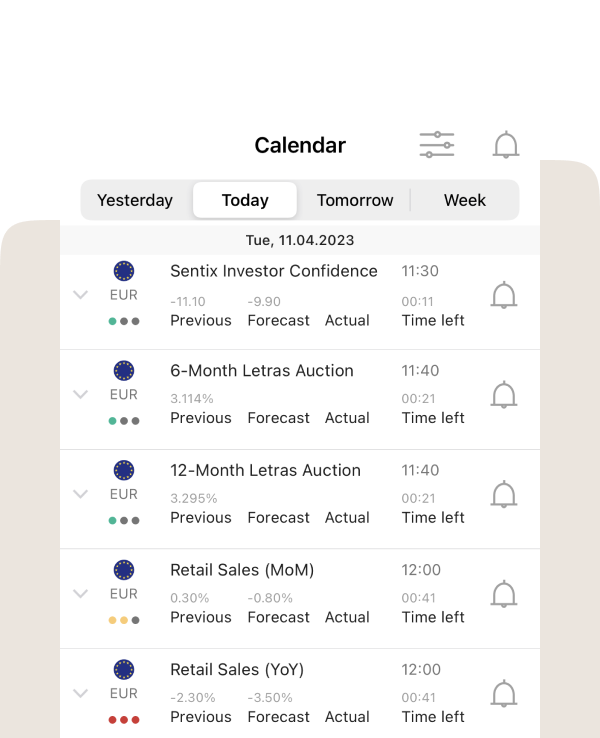 Calendar
Yesterday Today Tomorrow Week
Tue, 11.04.2023
Sentix Investor Confidence 11:30
EUR
-11.10 -9.90 00:11
Previous Forecast Actual Time left
6-Month Letras Auction 11:40
EUR
3.114% 00:21
Previous Forecast Actual Time left
12-Month Letras Auction 11:40
EUR
3.295% 00:21
Previous Forecast Actual Time left
Retail Sales (MoM) 12:00
EUR
0.30% -0.80% 00:41
Previous Forecast Actual Time left
Retail Sales (YoY) 12:00
EUR
-2.30% -3.50% 00:41
Previous Forecast Actual Time left